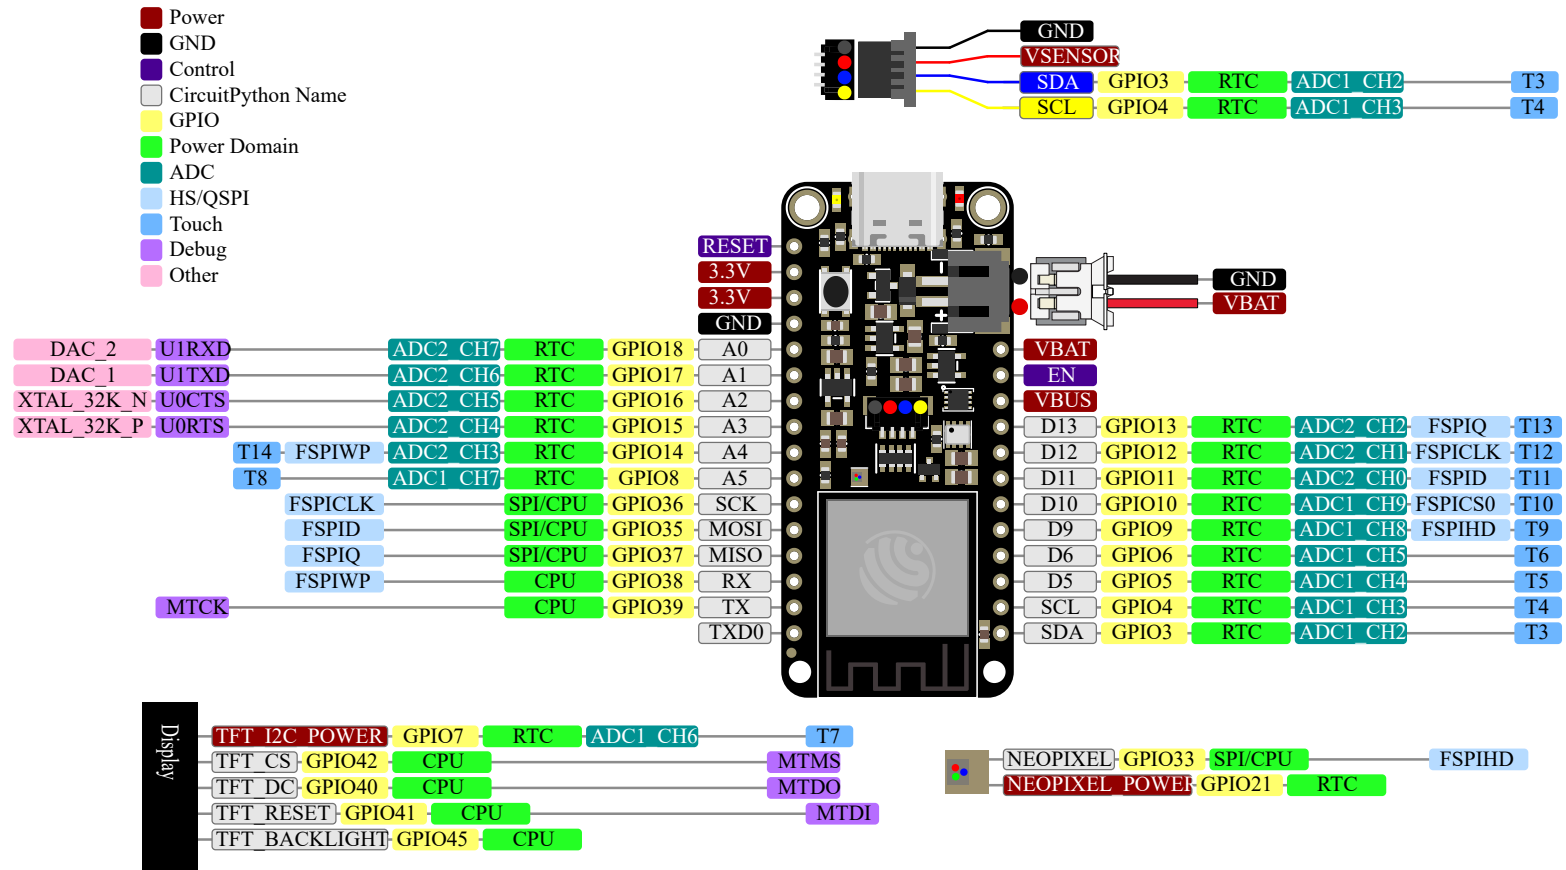 Power
GND
Control
CircuitPython Name
GPIO
Power Domain
ADC
HS/QSPI
Touch
Debug
Other
GND
VSENSOR
SDA GPIO3 RTC ADC1_CH2 T3
SCL GPIO4 RTC ADC1_CH3 T4
RESET
3.3V
3.3V
GND
DAC_2 U1RXD ADC2_CH7 RTC GPIO18 A0
DAC_1 U1TXD ADC2_CH6 RTC GPIO17 A1
XTAL_32K_N U0CTS ADC2_CH5 RTC GPIO16 A2
XTAL_32K_P U0RTS ADC2_CH4 RTC GPIO15 A3
T14 FSPIWP ADC2_CH3 RTC GPIO14 A4
T8 ADC1_CH7 RTC GPIO8 A5
FSPICLK SPI/CPU GPIO36 SCK
FSPID SPI/CPU GPIO35 MOSI
FSPIQ SPI/CPU GPIO37 MISO
FSPIWP CPU GPIO38 RX
MTCK CPU GPIO39 TX
TXD0
-
+
GND
VBAT
VBAT
EN
VBUS
D13 GPIO13 RTC ADC2_CH2 FSPIQ T13
D12 GPIO12 RTC ADC2_CH1 FSPICLK T12
D11 GPIO11 RTC ADC2_CH0 FSPID T11
D10 GPIO10 RTC ADC1_CH9 FSPICS0 T10
D9 GPIO9 RTC ADC1_CH8 FSPIHD T9
D6 GPIO6 RTC ADC1_CH5 T6
D5 GPIO5 RTC ADC1_CH4 T5
SCL GPIO4 RTC ADC1_CH3 T4
SDA GPIO3 RTC ADC1_CH2 T3
Display
TFT_I2C_POWER GPIO7 RTC ADC1_CH6 T7
TFT_CS GPIO42 CPU MTMS
TFT_DC GPIO40 CPU MTDO
TFT_RESET GPIO41 CPU MTDI
TFT_BACKLIGHT GPIO45 CPU
NEOPIXEL GPIO33 SPI/CPU FSPIHD
NEOPIXEL_POWER GPIO21 RTC